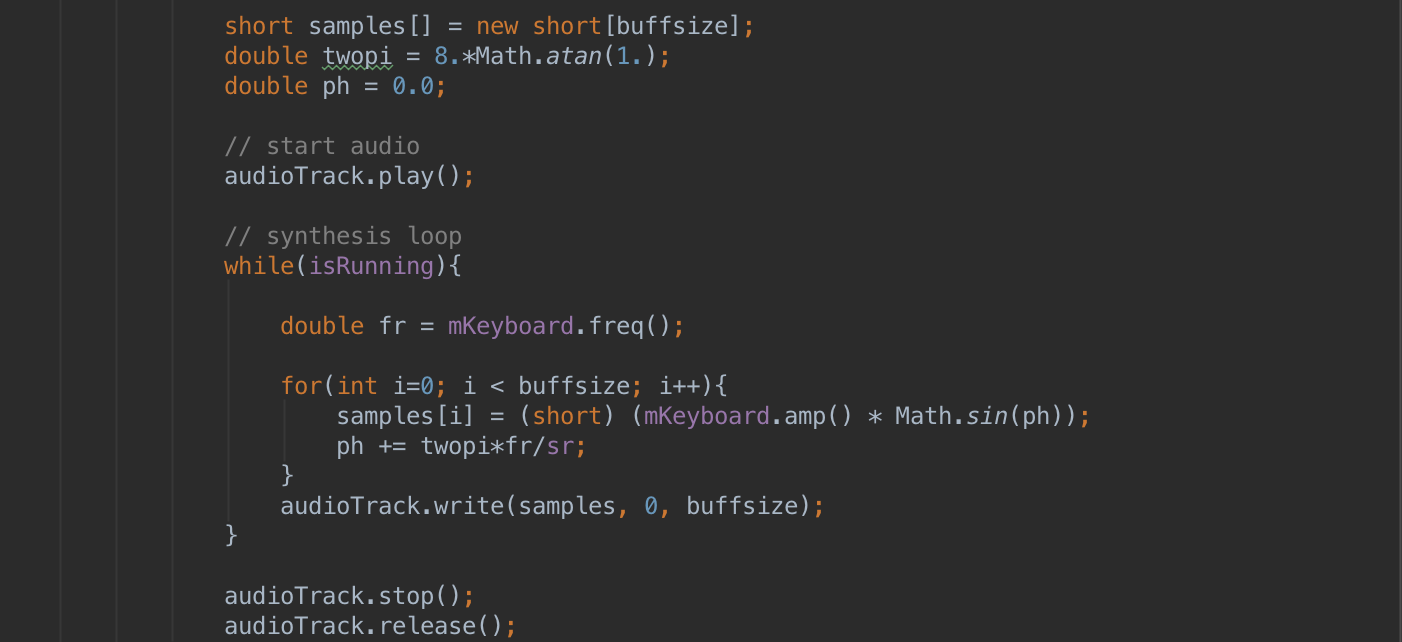 short samples[] = new short[buffsize];
double twopi = 8.*Math.atan(1.);
double ph = 0.0;
// start audio
audioTrack.play();
// synthesis loop
while(isRunning){
double fr = mKeyboard.freq();
for(int i=0; i < buffsize; i++){
samples[i] = (short) (mKeyboard.amp() * Math.sin(ph));
ph += twopi*fr/sr;
}
audioTrack.write(samples, 0, buffsize);
}
audioTrack.stop();
audioTrack.release();